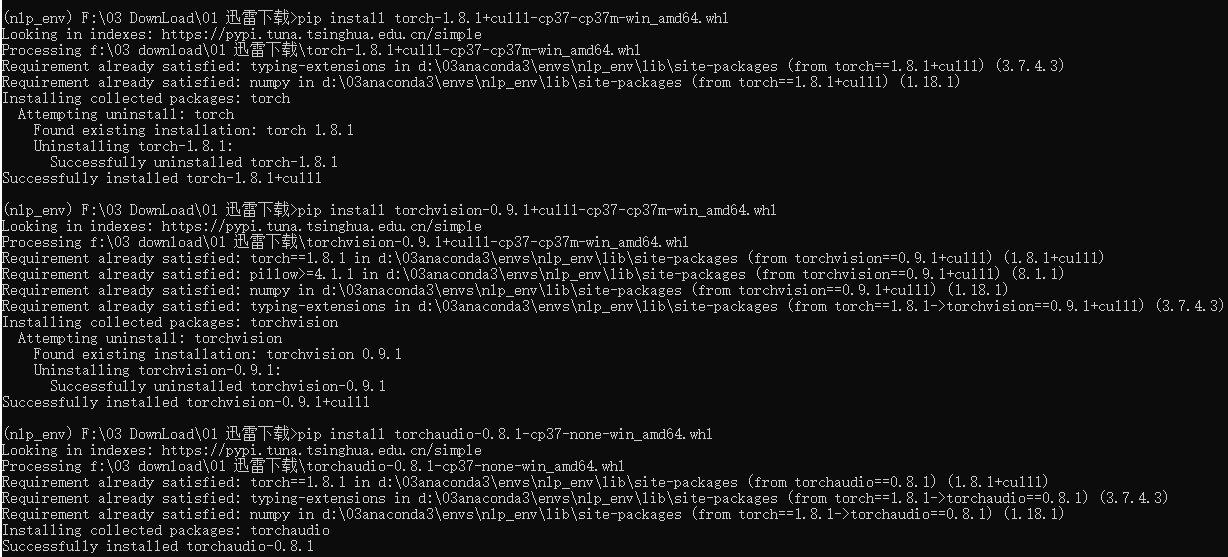 (nlp_env) F:\03 DownLoad\01 迅雷下载>pip install torch-1.8.1+cu111-cp37-cp37m-win_amd64.whl
Looking in indexes: https://pypi.tuna.tsinghua.edu.cn/simple
Processing f:\03 download\01 迅雷下载\torch-1.8.1+cu111-cp37-cp37m-win_amd64.whl
Requirement already satisfied: typing-extensions in d:\03anaconda3\envs\nlp_env\lib\site-packages (from torch==1.8.1+cu111) (3.7.4.3)
Requirement already satisfied: numpy in d:\03anaconda3\envs\nlp_env\lib\site-packages (from torch==1.8.1+cu111) (1.18.1)
Installing collected packages: torch
  Attempting uninstall: torch
    Found existing installation: torch 1.8.1
    Uninstalling torch-1.8.1:
      Successfully uninstalled torch-1.8.1
Successfully installed torch-1.8.1+cu111
(nlp_env) F:\03 DownLoad\01 迅雷下载>pip install torchvision-0.9.1+cu111-cp37-cp37m-win_amd64.whl
Looking in indexes: https://pypi.tuna.tsinghua.edu.cn/simple
Processing f:\03 download\01 迅雷下载\torchvision-0.9.1+cu111-cp37-cp37m-win_amd64.whl
Requirement already satisfied: torch==1.8.1 in d:\03anaconda3\envs\nlp_env\lib\site-packages (from torchvision==0.9.1+cu111) (1.8.1+cu111)
Requirement already satisfied: pillow>=4.1.1 in d:\03anaconda3\envs\nlp_env\lib\site-packages (from torchvision==0.9.1+cu111) (8.1.1)
Requirement already satisfied: numpy in d:\03anaconda3\envs\nlp_env\lib\site-packages (from torchvision==0.9.1+cu111) (1.18.1)
Requirement already satisfied: typing-extensions in d:\03anaconda3\envs\nlp_env\lib\site-packages (from torch==1.8.1->torchvision==0.9.1+cu111) (3.7.4.3)
Installing collected packages: torchvision
  Attempting uninstall: torchvision
    Found existing installation: torchvision 0.9.1
    Uninstalling torchvision-0.9.1:
      Successfully uninstalled torchvision-0.9.1
Successfully installed torchvision-0.9.1+cu111
(nlp_env) F:\03 DownLoad\01 迅雷下载>pip install torchaudio-0.8.1-cp37-none-win_amd64.whl
Looking in indexes: https://pypi.tuna.tsinghua.edu.cn/simple
Processing f:\03 download\01 迅雷下载\torchaudio-0.8.1-cp37-none-win_amd64.whl
Requirement already satisfied: torch==1.8.1 in d:\03anaconda3\envs\nlp_env\lib\site-packages (from torchaudio==0.8.1) (1.8.1+cu111)
Requirement already satisfied: typing-extensions in d:\03anaconda3\envs\nlp_env\lib\site-packages (from torch==1.8.1->torchaudio==0.8.1) (3.7.4.3)
Requirement already satisfied: numpy in d:\03anaconda3\envs\nlp_env\lib\site-packages (from torch==1.8.1->torchaudio==0.8.1) (1.18.1)
Installing collected packages: torchaudio
Successfully installed torchaudio-0.8.1